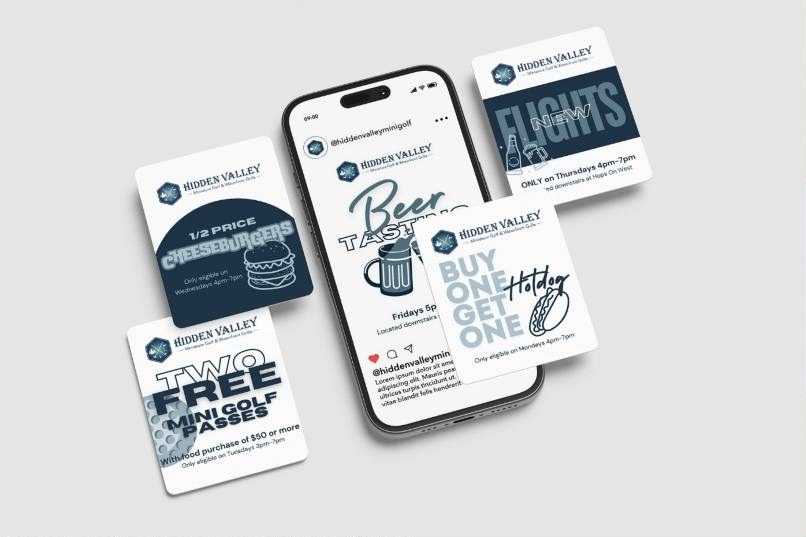 HIDDEN VALLEY
Miniature Golf & Waterfront Grille
1/2 PRICE
CHEESEBURGERS
Only eligible on
Wednesdays 4pm-7pm
HIDDEN VALLEY
Miniature Golf & Waterfront Grille
TWO
FREE
MINI GOLF
PASSES
With food purchase of $50 or more
Only eligible on Tuesdays 3pm-7pm
09:00
@hiddenvalleyminigolf
HIDDEN VALLEY
Miniature Golf & Waterfront Grille
Beer
TASTING
Fridays 5p
Located downstairs
@hiddenvalleymin
Lorem ipsum dolor sit ame
adipiscing elit. Mauris pos
ultrices turpis tincidunt ut.
vitae blandit felis hendrerit
HIDDEN VALLEY
Miniature Golf & Waterfront Grille
NEW
FLIGHTS
ONLY on Thursdays 4pm-7pm
ed downstairs at Hops On West
HIDDEN VALLEY
Miniature Golf & Waterfront Grille
BUY
ONE Hotdog
GET
ONE
Only eligible on Mondays 4pm-7pm